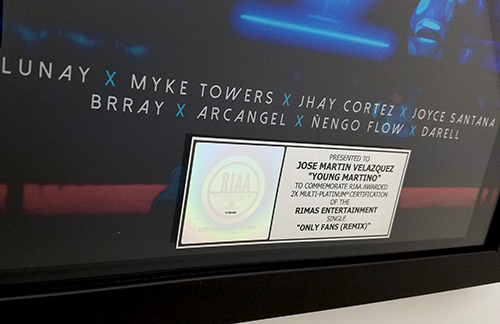 LUNAY X MYKE TOWERS X JHAY CORTEZ X JOYCE SANTANA
BRRAY X ARCANGEL X ÑENGO FLOW X DARELL
RIAA
PRESENTED TO
JOSE MARTIN VELAZQUEZ
"YOUNG MARTINO"
TO COMMEMORATE RIAA AWARDED
2X MULTI-PLATINUM® CERTIFICATION
OF THE
RIMAS ENTERTAINMENT
SINGLE
"ONLY FANS (REMIX)"